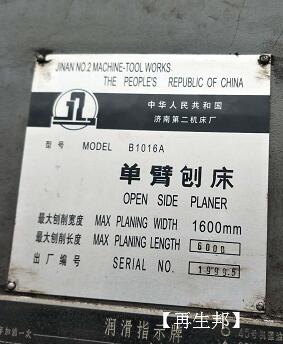 JINAN NO.2 MACHINE-TOOL WORKS
THE PEOPLE'S REPUBLIC OF CHINA
中华人民共和国
济南第二机床厂
型号 MODEL B1016A
单臂刨床
OPEN SIDE PLANER
最大刨削宽度 MAX PLANING WIDTH 1600mm
最大刨削长度 MAX PLANING LENGTH 6000
出厂编号 SERIAL NO. 1999.5
润滑指示牌
【再生邦】